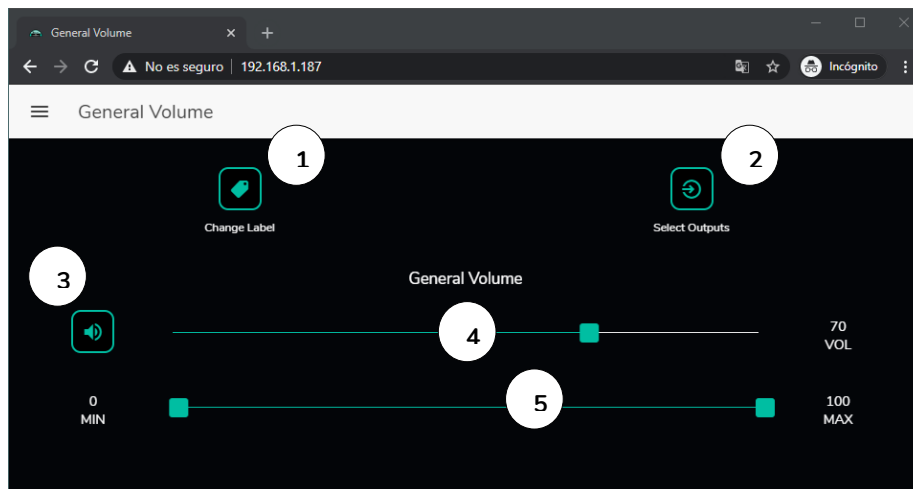 General Volume
No es seguro 192.168.1.187 Incógnito
General Volume
1
2
Change Label
Select Outputs
3
General Volume
4
70
VOL
5
0
MIN
100
MAX